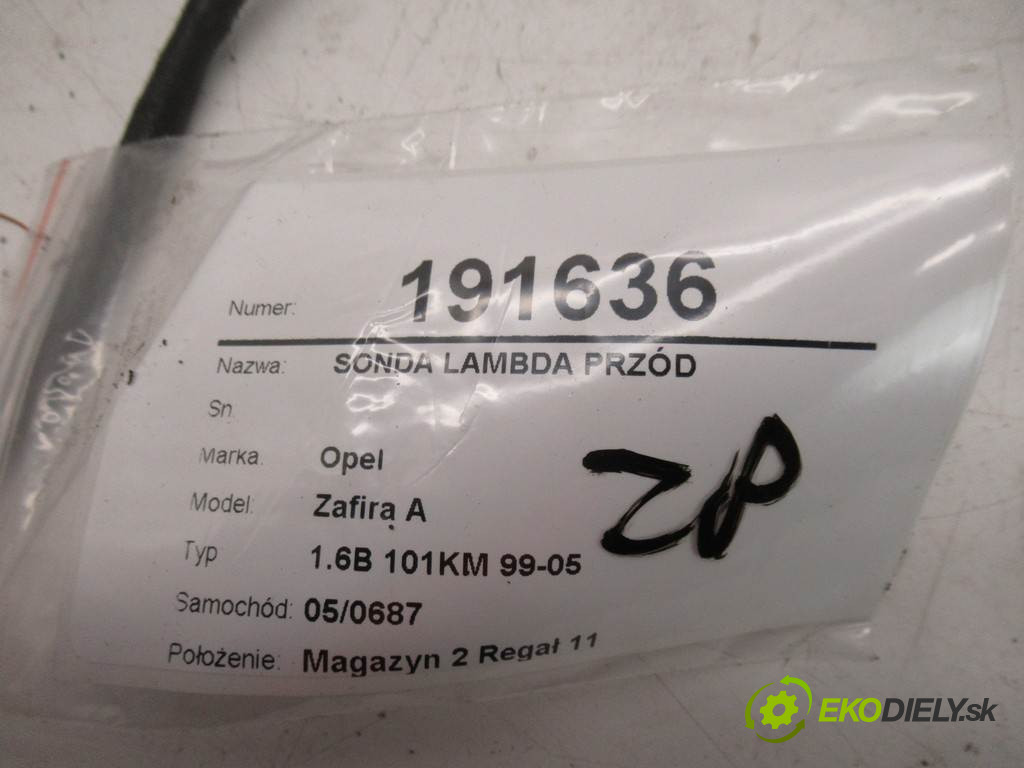 Numer: 191636
Nazwa: SONDA LAMBDA PRZÓD
Sn
Marka: Opel
Model: Zafira A
Typ 1.6B 101KM 99-05
Samochód: 05/0687
Położenie: Magazyn 2 Regał 11
ZP
EKODIELY.sk